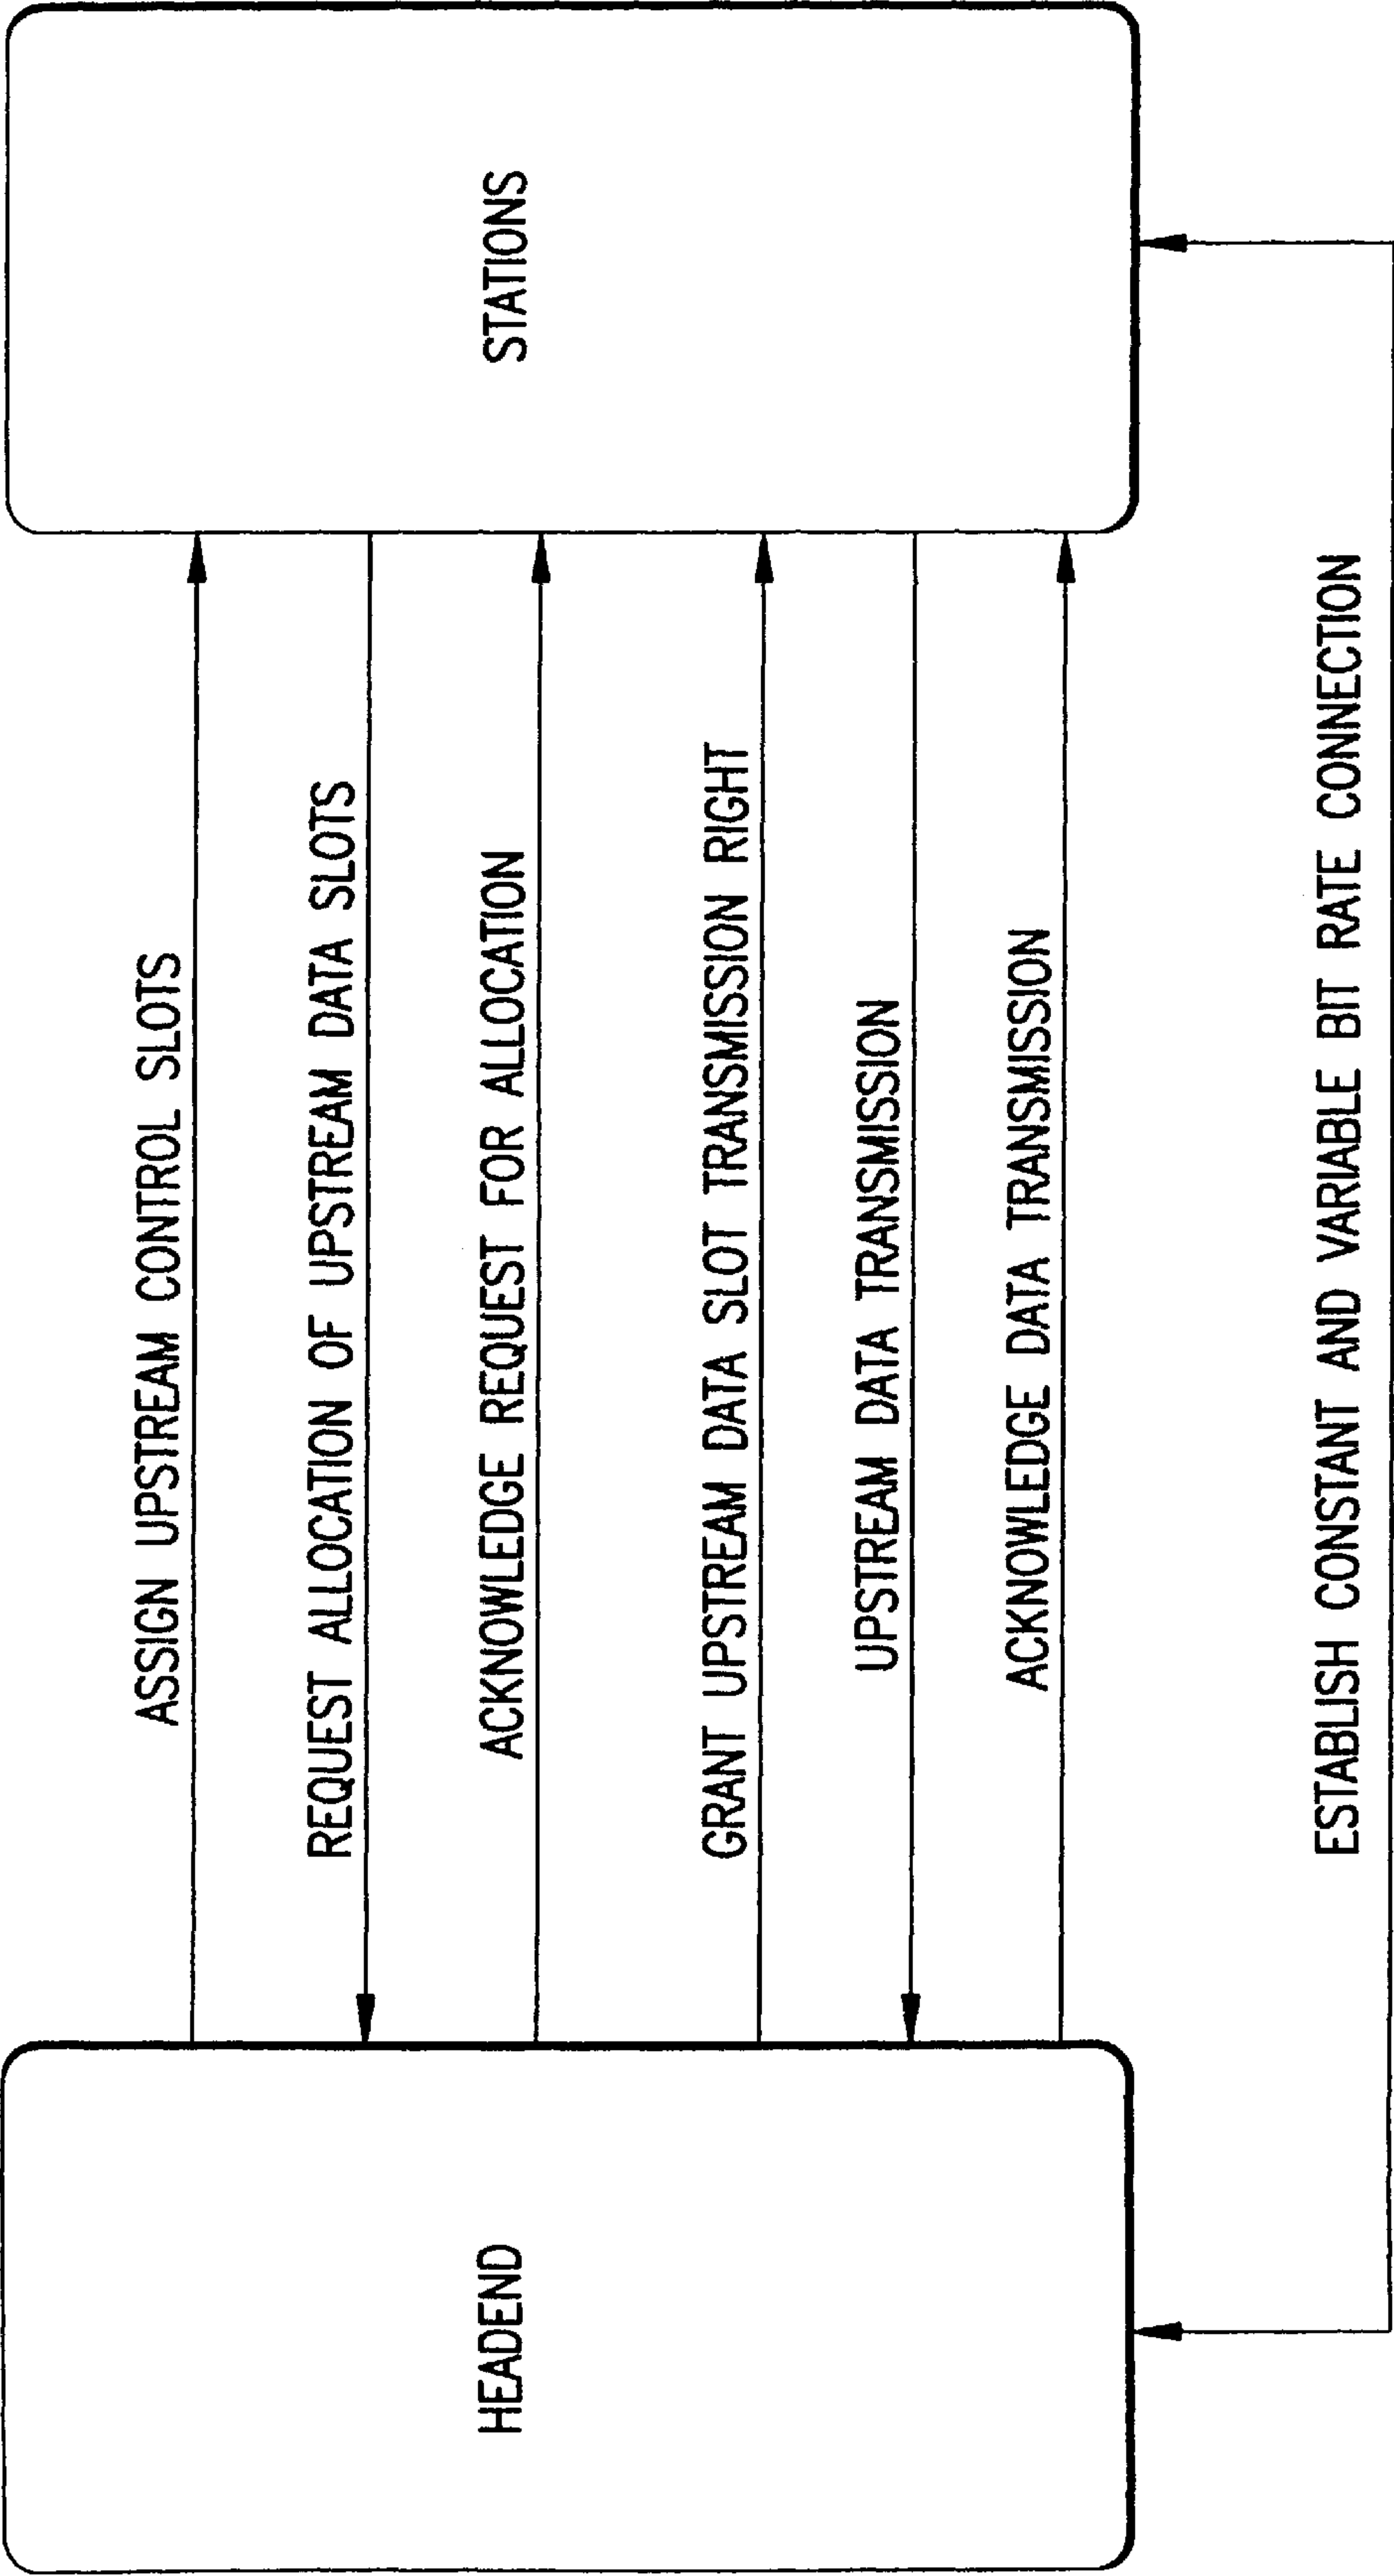 HEADEND
STATIONS
ASSIGN UPSTREAM CONTROL SLOTS
REQUEST ALLOCATION OF UPSTREAM DATA SLOTS
ACKNOWLEDGE REQUEST FOR ALLOCATION
GRANT UPSTREAM DATA SLOT TRANSMISSION RIGHT
UPSTREAM DATA TRANSMISSION
ACKNOWLEDGE DATA TRANSMISSION
ESTABLISH CONSTANT AND VARIABLE BIT RATE CONNECTION